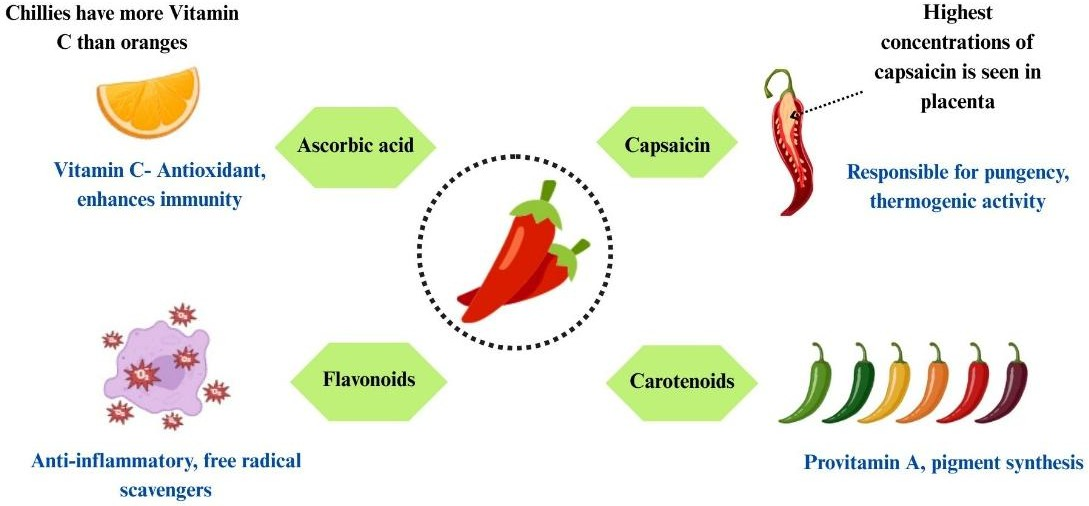 Chillies have more Vitamin
C than oranges
Vitamin C- Antioxidant,
enhances immunity
Ascorbic acid
Capsaicin
Highest
concentrations of
capsaicin is seen in
placenta
Responsible for pungency,
thermogenic activity
Flavonoids
Anti-inflammatory, free radical
scavengers
Carotenoids
Provitamin A, pigment synthesis